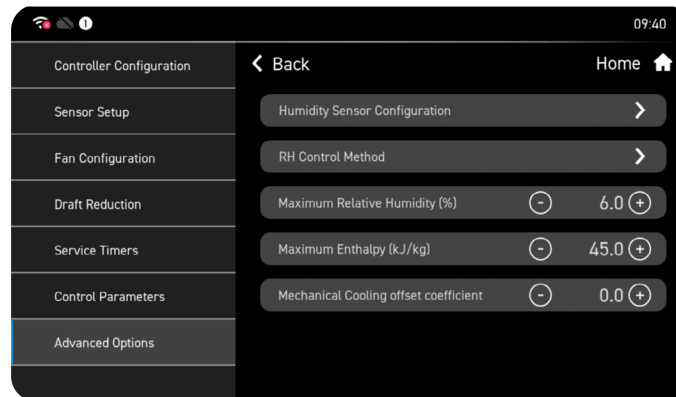 09:40
Controller Configuration
Sensor Setup
Fan Configuration
Draft Reduction
Service Timers
Control Parameters
Advanced Options
Back
Home
Humidity Sensor Configuration
RH Control Method
Maximum Relative Humidity (%) - 6.0 +
Maximum Enthalpy (kJ/kg) - 45.0 +
Mechanical Cooling offset coefficient - 0.0 +